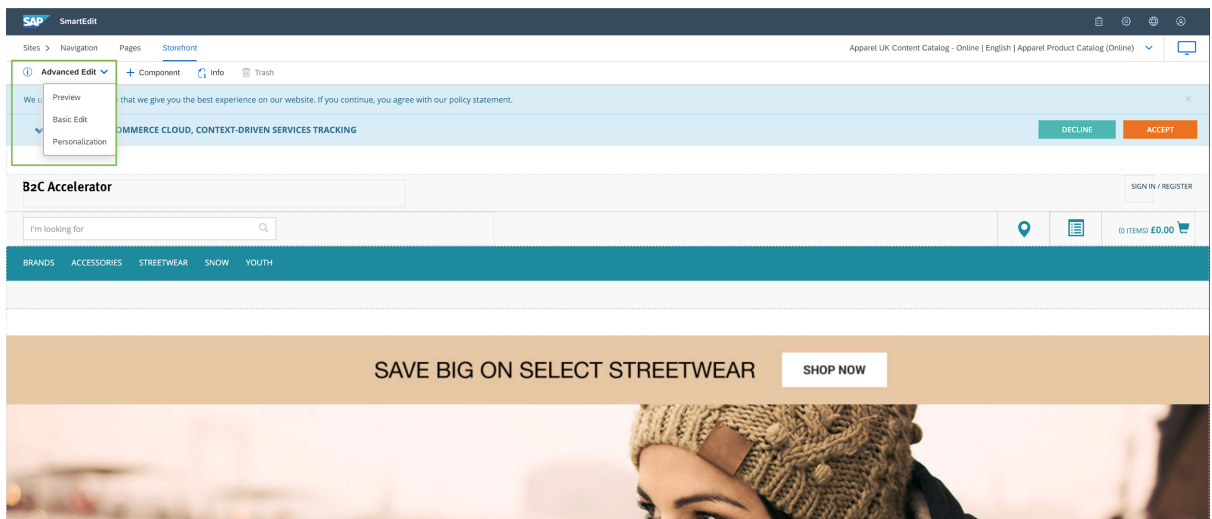 SAP SmartEdit
Sites > Navigation Pages Storefront Apparel UK Content Catalog - Online | English | Apparel Product Catalog (Online)
Advanced Edit + Component Info Trash
Preview
Basic Edit
Personalization
We u that we give you the best experience on our website. If you continue, you agree with our policy statement. ×
OMMERCE CLOUD, CONTEXT-DRIVEN SERVICES TRACKING DECLINE ACCEPT
B2C Accelerator SIGN IN / REGISTER
I'm looking for (0 ITEMS) £0.00
BRANDS ACCESSORIES STREETWEAR SNOW YOUTH
SAVE BIG ON SELECT STREETWEAR SHOP NOW